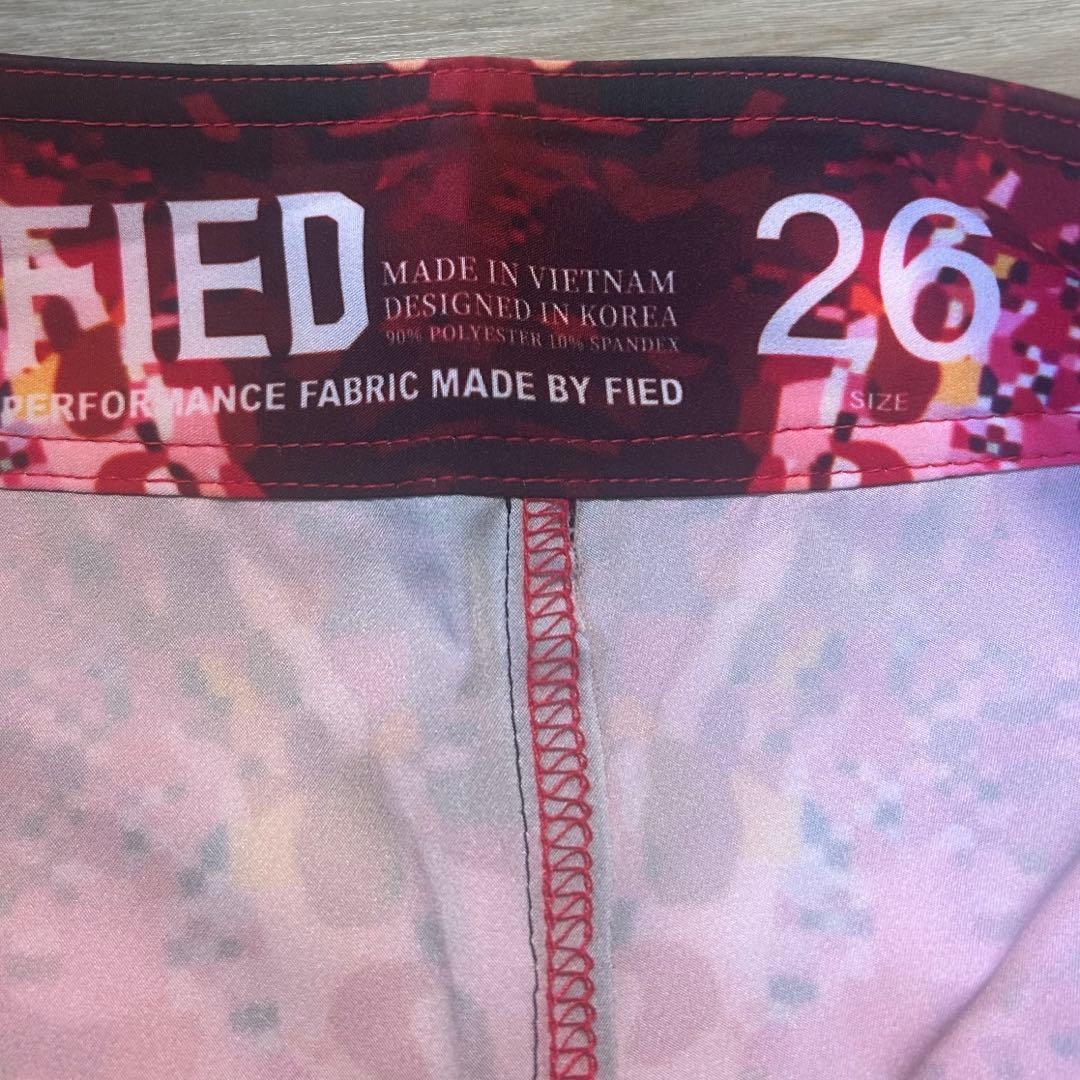 FIED
MADE IN VIETNAM
DESIGNED IN KOREA
90% POLYESTER 10% SPANDEX
PERFORMANCE FABRIC MADE BY FIED
26
SIZE